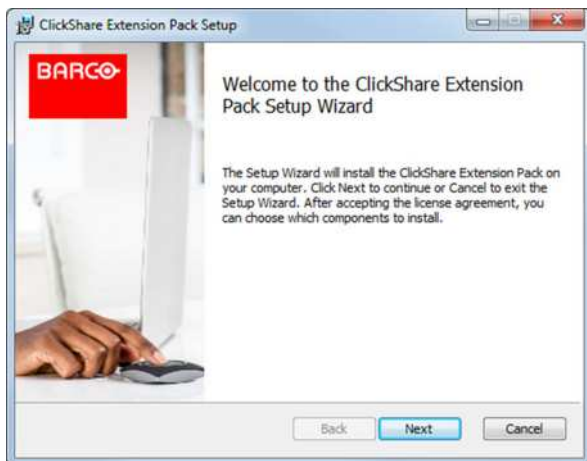 ClickShare Extension Pack Setup
BARCO
Welcome to the ClickShare Extension
Pack Setup Wizard
The Setup Wizard will install the ClickShare Extension Pack on
your computer. Click Next to continue or Cancel to exit the
Setup Wizard. After accepting the license agreement, you
can choose which components to install.
Back Next Cancel